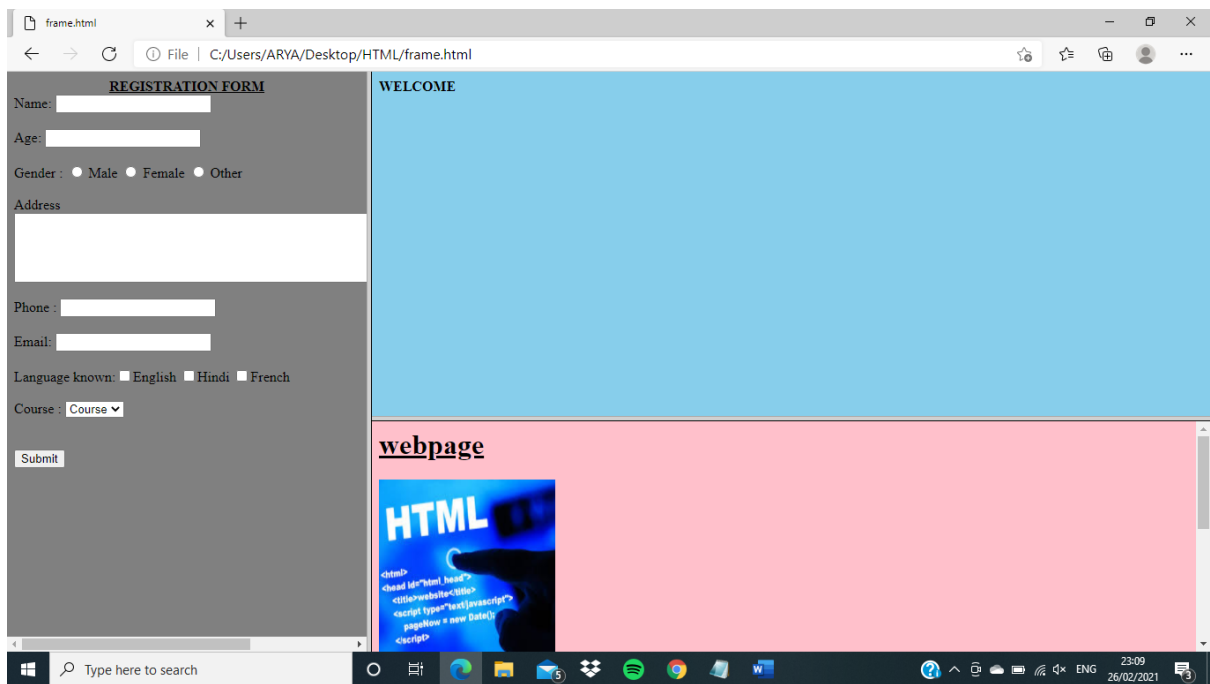 frame.html
File | C:/Users/ARYA/Desktop/HTML/frame.html
REGISTRATION FORM
Name:
Age:
Gender : Male Female Other
Address
Phone :
Email:
Language known: English Hindi French
Course : Course
Submit
WELCOME
webpage
HTML
<html>
<head id="html_head">
<title>website</title>
<script type="text/javascript">
pageNow = new Date();
</script>
Type here to search
5
W
ENG
23:09
26/02/2021
3